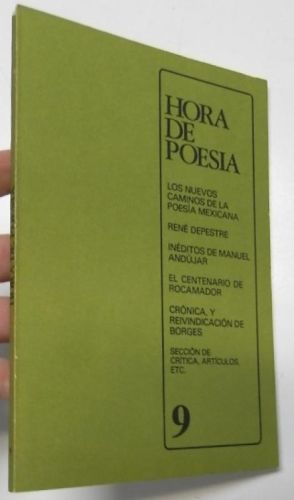 HORA
DE
POESIA
LOS NUEVOS
CAMINOS DE LA
POESÍA MEXICANA
RENÉ DEPESTRE
INÉDITOS DE MANUEL
ANDÚJAR
EL CENTENARIO DE
ROCAMADOR
CRÓNICA, Y
REIVINDICACIÓN DE
BORGES
SECCIÓN DE
CRÍTICA, ARTÍCULOS,
ETC.
9